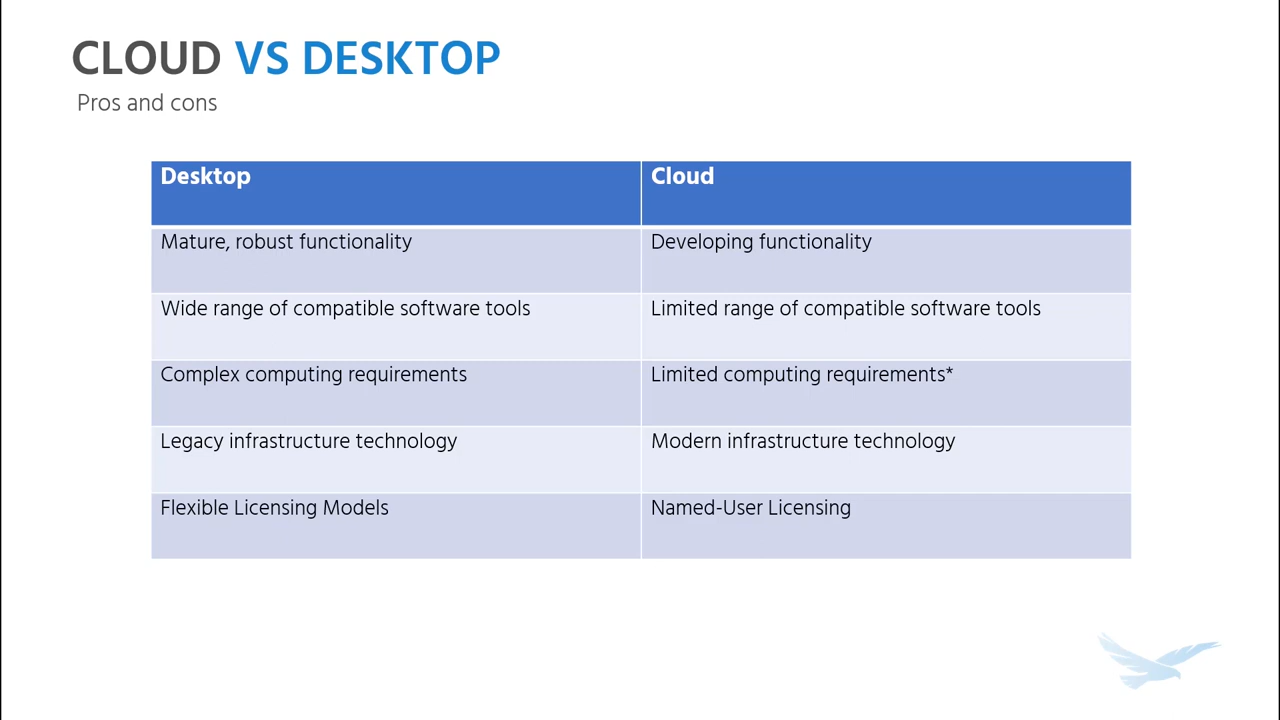 CLOUD VS DESKTOP
Pros and cons
Desktop
Cloud
Mature, robust functionality
Developing functionality
Wide range of compatible software tools
Limited range of compatible software tools
Complex computing requirements
Limited computing requirements*
Legacy infrastructure technology
Modern infrastructure technology
Flexible Licensing Models
Named-User Licensing